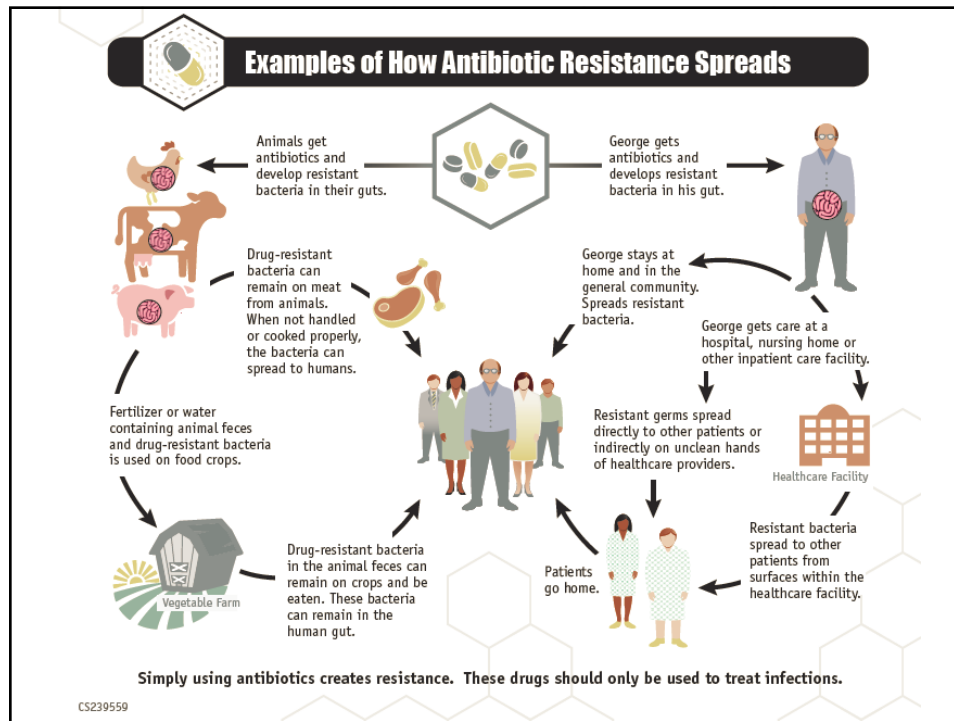 Examples of How Antibiotic Resistance Spreads
Animals get
antibiotics and
develop resistant
bacteria in their guts.
George gets
antibiotics and
develops resistant
bacteria in his gut.
Drug-resistant
bacteria can
remain on meat
from animals.
When not handled
or cooked properly,
the bacteria can
spread to humans.
George stays at
home and in the
general community.
Spreads resistant
bacteria.
George gets care at a
hospital, nursing home or
other inpatient care facility.
Fertilizer or water
containing animal feces
and drug-resistant bacteria
is used on food crops.
Resistant germs spread
directly to other patients or
indirectly on unclean hands
of healthcare providers.
Healthcare Facility
Vegetable Farm
Drug-resistant bacteria
in the animal feces can
remain on crops and be
eaten. These bacteria
can remain in the
human gut.
Patients
go home.
Resistant bacteria
spread to other
patients from
surfaces within the
healthcare facility.
Simply using antibiotics creates resistance. These drugs should only be used to treat infections.
CS239559